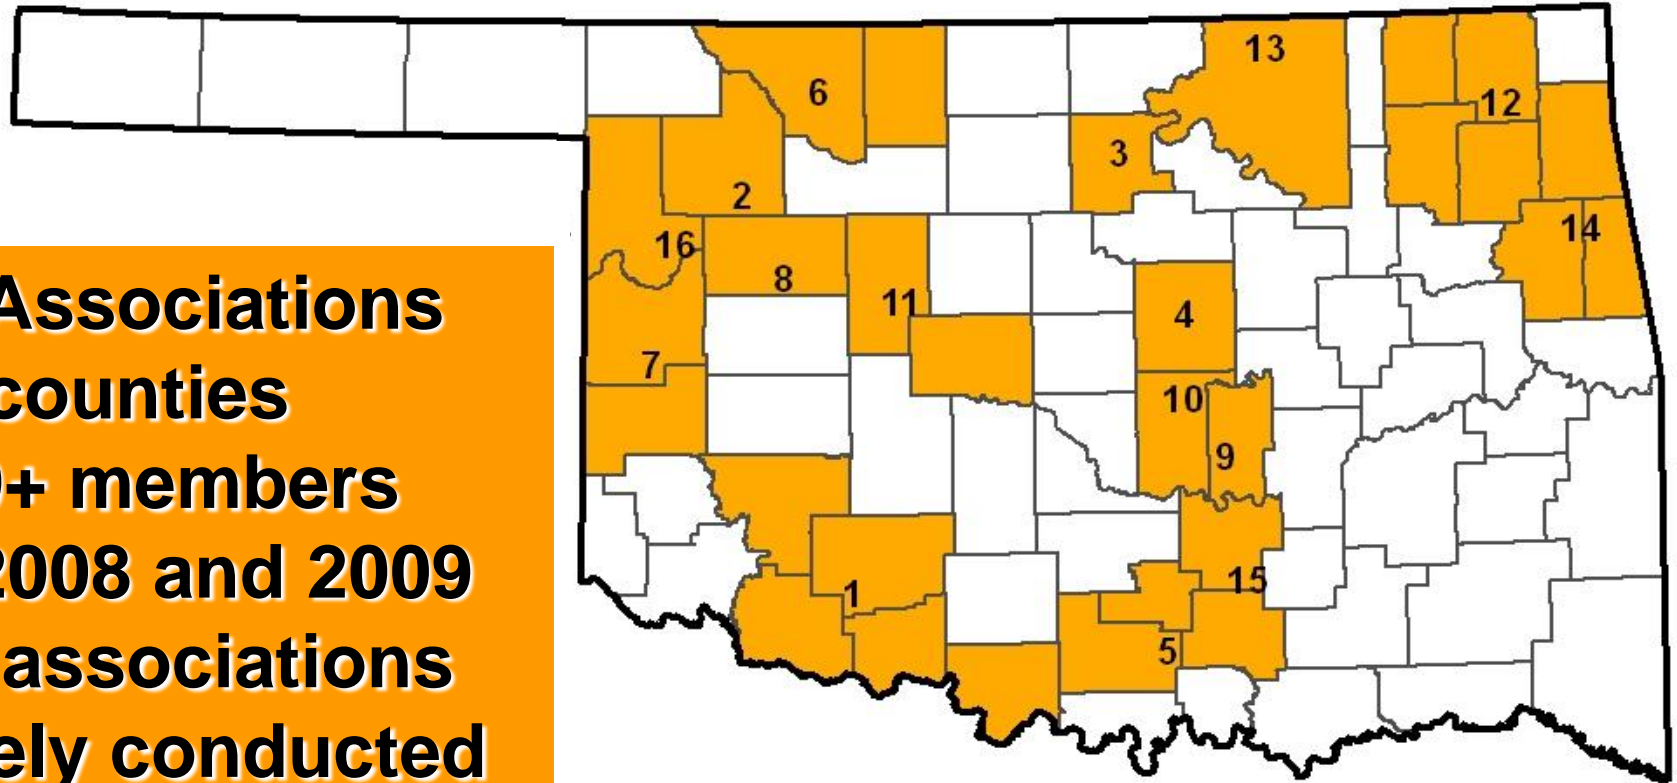 Associations
counties
+ members
2008 and 2009
associations
ely conducted
13
6
12
3
2
14
16
8
11
4
7
10
9
15
1
5